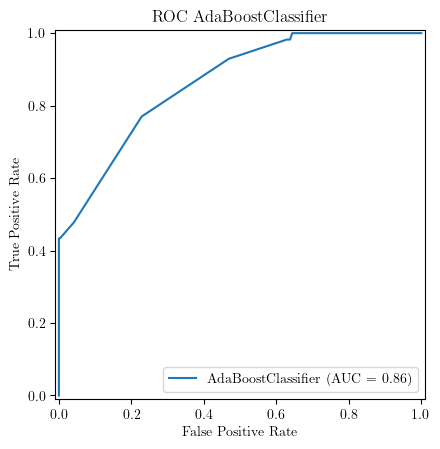 ROC AdaBoostClassifier
True Positive Rate
1.0
0.8
0.6
0.4
0.2
0.0
AdaBoostClassifier (AUC = 0.86)
0.0 0.2 0.4 0.6 0.8 1.0
False Positive Rate